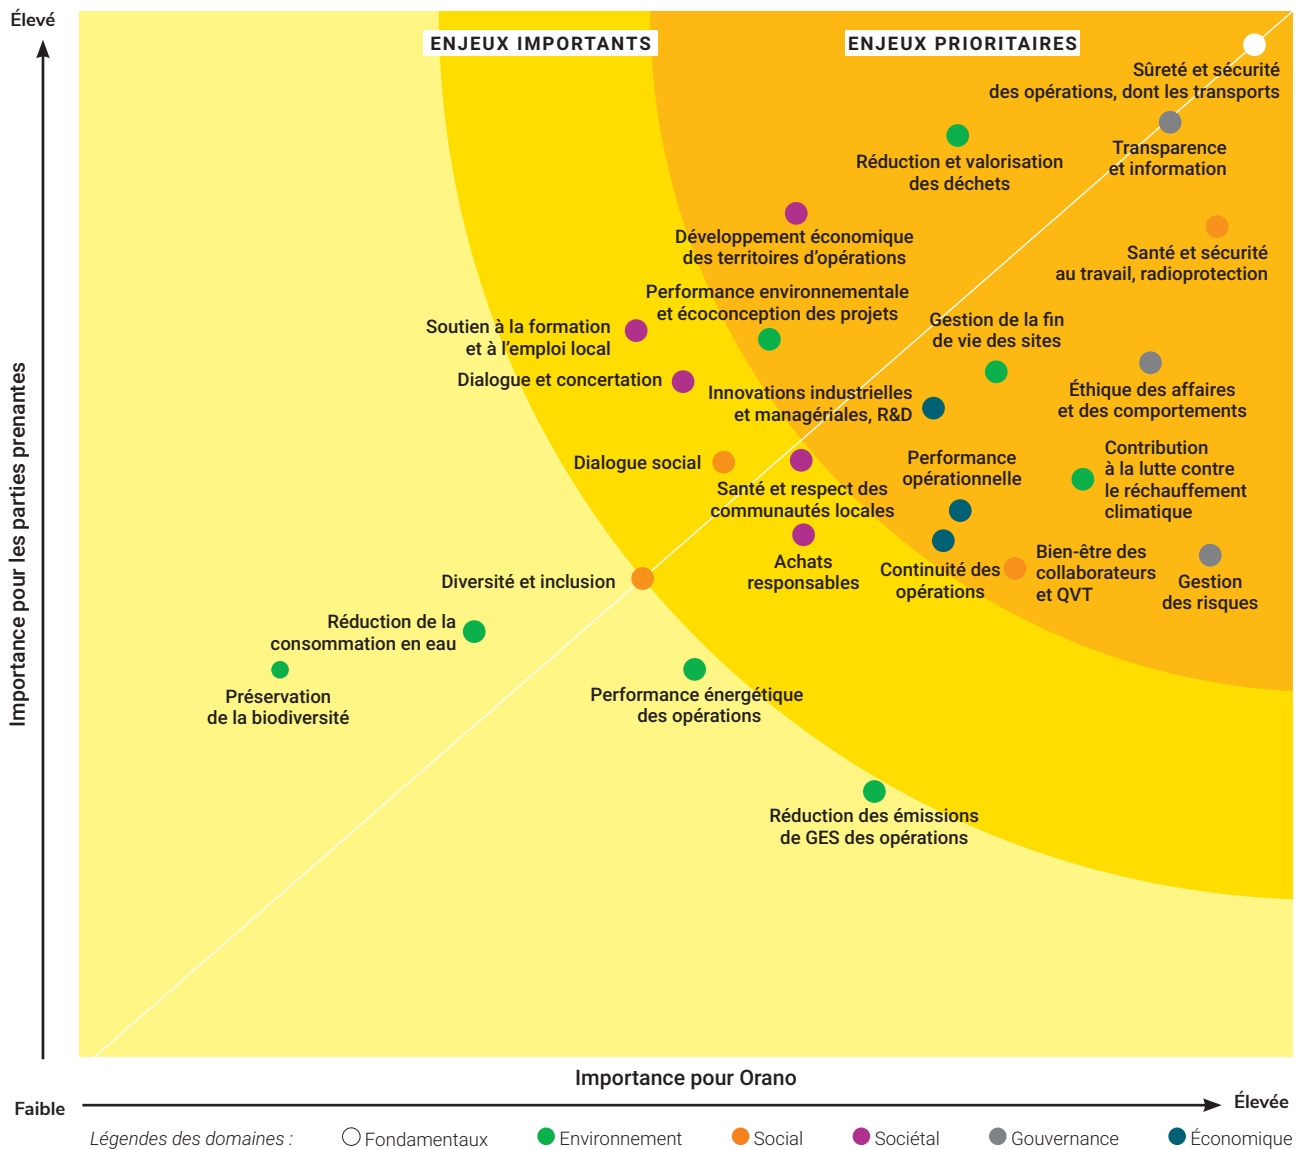 Élevé
ENJEUX IMPORTANTS
ENJEUX PRIORITAIRES
Sûreté et sécurité
des opérations, dont les transports
Transparence
et information
Réduction et valorisation
des déchets
Développement économique
des territoires d'opérations
Santé et sécurité
au travail, radioprotection
Performance environnementale
et écoconception des projets
Gestion de la fin
de vie des sites
Soutien à la formation
et à l'emploi local
Dialogue et concertation
Innovations industrielles
et managériales, R&D
Éthique des affaires
et des comportements
Dialogue social
Santé et respect des
communautés locales
Performance
opérationnelle
Contribution
à la lutte contre
le réchauffement
climatique
Achats
responsables
Continuité des
opérations
Bien-être des
collaborateurs
et QVT
Gestion
des risques
Diversité et inclusion
Réduction de la
consommation en eau
Préservation
de la biodiversité
Performance énergétique
des opérations
Réduction des émissions
de GES des opérations
Importance pour les parties prenantes
Importance pour Orano
Faible
Élevée
Légendes des domaines :
Fondamentaux
Environnement
Social
Sociétal
Gouvernance
Économique